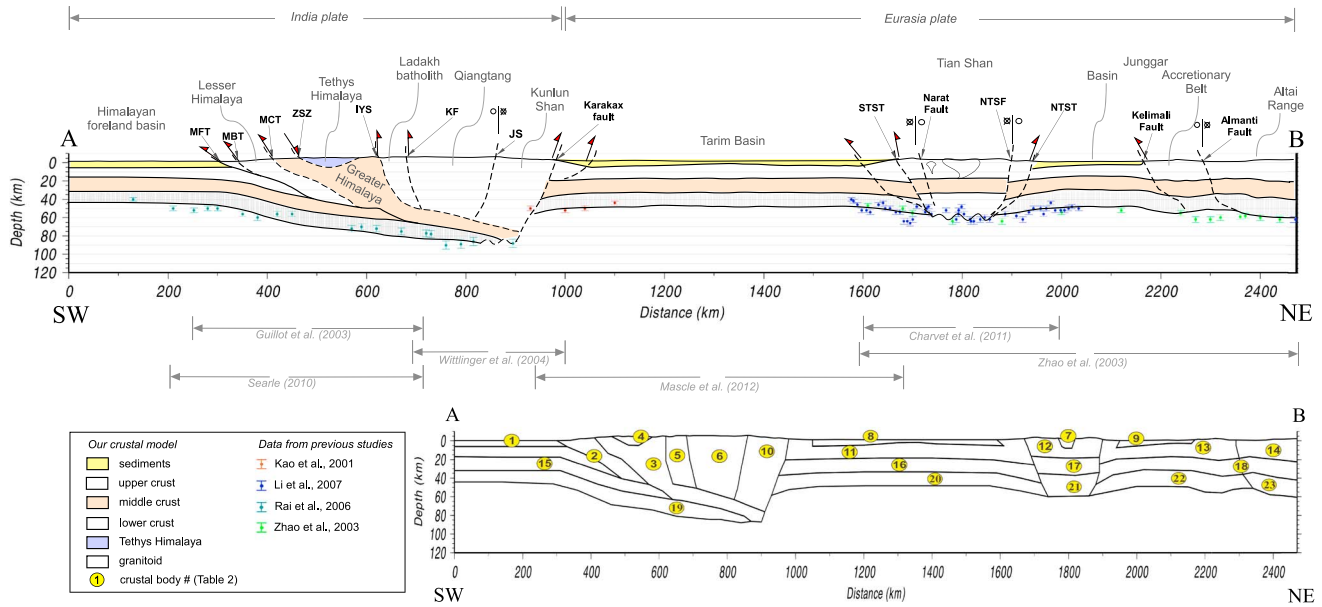 India plate
Eurasia plate
Himalayan foreland basin
Lesser Himalaya
Tethys Himalaya
Ladakh batholith
Qiangtang
Kunlun Shan
Tarim Basin
Tian Shan
Junggar
Basin
Accretionary Belt
Altai Range
A
B
MFT
MBT
MCT
ZSZ
IYS
KF
JS
Karakax fault
STST
Narat Fault
NTSF
NTST
Kelimali Fault
Almanti Fault
Greater Himalaya
Depth (km)
0
20
40
60
80
100
120
0 200 400 600 800 1000 1200 1400 1600 1800 2000 2200 2400
SW
Distance (km)
NE
Guillot et al. (2003)
Charvet et al. (2011)
Wittlinger et al. (2004)
Zhao et al. (2003)
Searle (2010)
Mascle et al. (2012)
Our crustal model
sediments
upper crust
middle crust
lower crust
Tethys Himalaya
granitoid
1 crustal body # (Table 2)
Data from previous studies
Kao et al., 2001
Li et al., 2007
Rai et al., 2006
Zhao et al., 2003
A
B
Depth (km)
0
20
40
60
80
100
120
1 4 8 7 9
2 3 5 6 10 11 12 13 14
15 16 17 18
19 20 21 22 23
0 200 400 600 800 1000 1200 1400 1600 1800 2000 2200 2400
SW
Distance (km)
NE